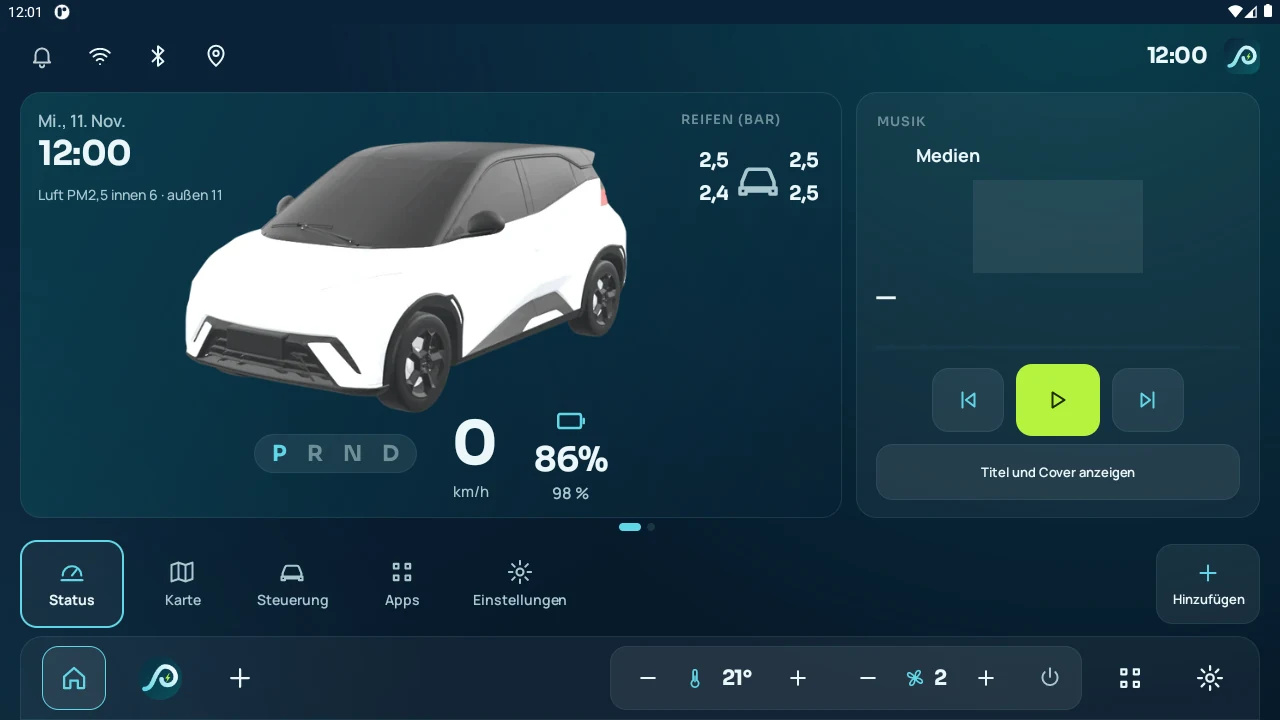 12:01
12:00
Mi., 11. Nov.
12:00
Luft PM2,5 innen 6 · außen 11
REIFEN (BAR)
2,5 2,5
2,4 2,5
MUSIK
Medien
—
Titel und Cover anzeigen
P R N D
0
km/h
86%
98 %
Status
Karte
Steuerung
Apps
Einstellungen
Hinzufügen
21°
2